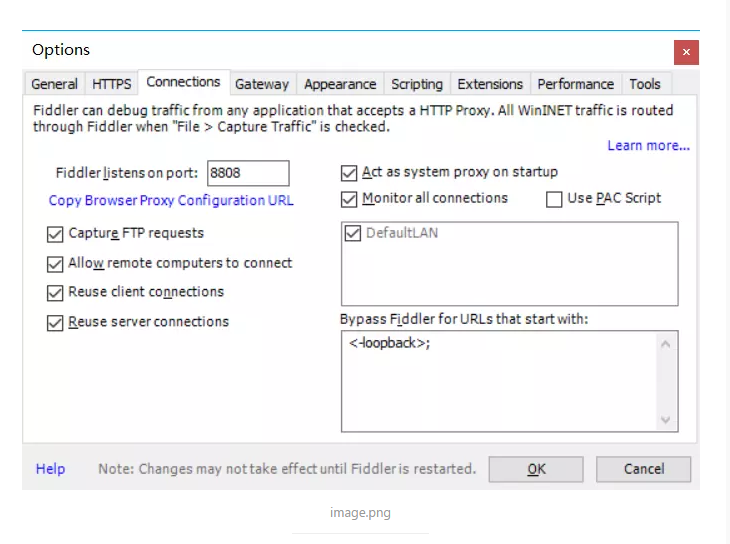 Options
×
General HTTPS Connections Gateway Appearance Scripting Extensions Performance Tools
Fiddler can debug traffic from any application that accepts a HTTP Proxy. All WinINET traffic is routed
through Fiddler when "File > Capture Traffic" is checked.
Learn more...
Fiddler listens on port: 8808
Copy Browser Proxy Configuration URL
Capture FTP requests
Allow remote computers to connect
Reuse client connections
Reuse server connections
Act as system proxy on startup
Monitor all connections Use PAC Script
DefaultLAN
Bypass Fiddler for URLs that start with:
<-loopback>;
Help Note: Changes may not take effect until Fiddler is restarted. OK Cancel
image.png